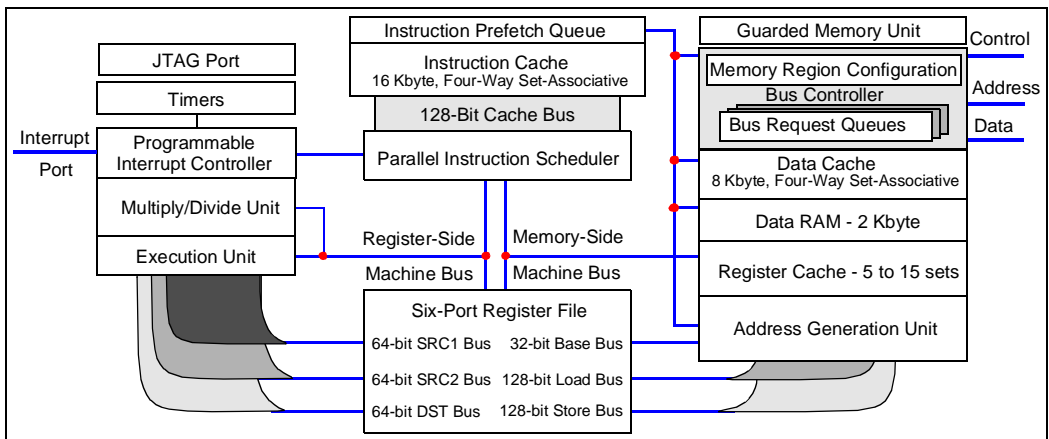 JTAG Port
Timers
Interrupt
Port
Programmable
Interrupt Controller
Multiply/Divide Unit
Execution Unit
Instruction Prefetch Queue
Instruction Cache
16 Kbyte, Four-Way Set-Associative
128-Bit Cache Bus
Parallel Instruction Scheduler
Register-Side
Machine Bus
Memory-Side
Machine Bus
Six-Port Register File
64-bit SRC1 Bus
32-bit Base Bus
64-bit SRC2 Bus
128-bit Load Bus
64-bit DST Bus
128-bit Store Bus
Guarded Memory Unit
Memory Region Configuration
Bus Controller
Bus Request Queues
Control
Address
Data
Data Cache
8 Kbyte, Four-Way Set-Associative
Data RAM - 2 Kbyte
Register Cache - 5 to 15 sets
Address Generation Unit